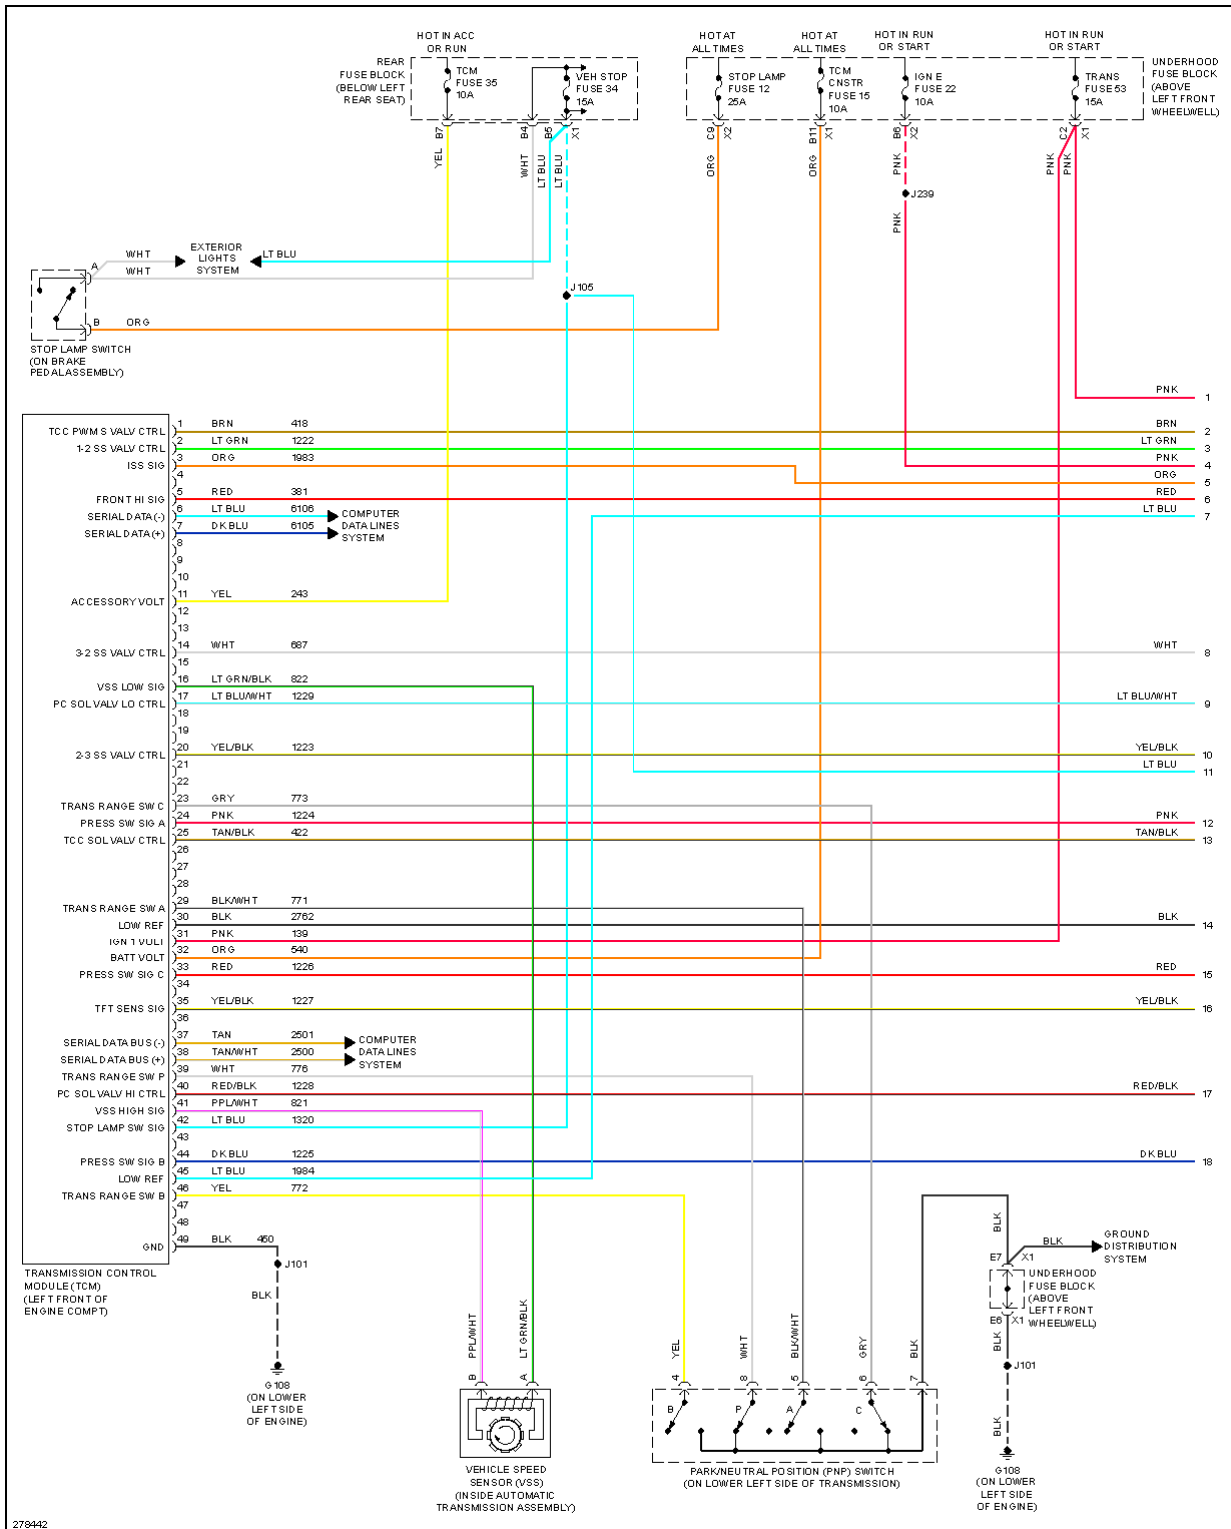 HOT IN ACC
OR RUN
HOT AT
ALL TIMES
HOT AT
ALL TIMES
HOT IN RUN
OR START
HOT IN RUN
OR START
REAR
FUSE BLOCK
(BELOW LEFT
REAR SEAT)
TCM
FUSE 35
10A
VEH STOP
FUSE 34
15A
STOP LAMP
FUSE 12
25A
TCM
CNSTR
FUSE 15
10A
IGN E
FUSE 22
10A
TRANS
FUSE 53
15A
UNDERHOOD
FUSE BLOCK
(ABOVE
LEFT FRONT
WHEELWELL)
B7
B4
B5
X1
C9
X2
B11
X1
B6
X2
C2
X1
YEL
WHT
LT BLU
LT BLU
ORG
ORG
PNK
PNK
PNK
J239
PNK
WHT
EXTERIOR
LIGHTS
SYSTEM
LT BLU
A
WHT
J105
B
ORG
STOP LAMP SWITCH
(ON BRAKE
PEDAL ASSEMBLY)
PNK 1
TCC PWM S VALV CTRL 1 BRN 418 BRN 2
1-2 SS VALV CTRL 2 LT GRN 1222 LT GRN 3
ISS SIG 3 ORG 1983 PNK 4
4 ORG 5
FRONT HI SIG 5 RED 381 RED 6
SERIAL DATA (-) 6 LT BLU 6106 LT BLU 7
SERIAL DATA (+) 7 DK BLU 6105
COMPUTER
DATA LINES
SYSTEM
8
9
10
ACCESSORY VOLT 11 YEL 243
12
13
3-2 SS VALV CTRL 14 WHT 687 WHT 8
15
VSS LOW SIG 16 LT GRN/BLK 822
PC SOL VALV LO CTRL 17 LT BLU/WHT 1229 LT BLU/WHT 9
18
19
2-3 SS VALV CTRL 20 YEL/BLK 1223 YEL/BLK 10
21 LT BLU 11
22
TRANS RANGE SW C 23 GRY 773
PRESS SW SIG A 24 PNK 1224 PNK 12
TCC SOL VALV CTRL 25 TAN/BLK 422 TAN/BLK 13
26
27
28
TRANS RANGE SW A 29 BLK/WHT 771
LOW REF 30 BLK 2762 BLK 14
IGN 1 VOLT 31 PNK 139
BATT VOLT 32 ORG 540
PRESS SW SIG C 33 RED 1226 RED 15
34
TFT SENS SIG 35 YEL/BLK 1227 YEL/BLK 16
36
SERIAL DATA BUS (-) 37 TAN 2501
SERIAL DATA BUS (+) 38 TAN/WHT 2500
COMPUTER
DATA LINES
SYSTEM
TRANS RANGE SW P 39 WHT 776
PC SOL VALV HI CTRL 40 RED/BLK 1228 RED/BLK 17
VSS HIGH SIG 41 PPL/WHT 821
STOP LAMP SW SIG 42 LT BLU 1320
43
PRESS SW SIG B 44 DK BLU 1225 DK BLU 18
LOW REF 45 LT BLU 1984
TRANS RANGE SW B 46 YEL 772
47
48
GND 49 BLK 450
TRANSMISSION CONTROL
MODULE (TCM)
(LEFT FRONT OF
ENGINE COMPT)
J101
BLK
G108
(ON LOWER
LEFT SIDE
OF ENGINE)
BLK
BLK
GROUND
DISTRIBUTION
SYSTEM
E7
X1
UNDERHOOD
FUSE BLOCK
(ABOVE
LEFT FRONT
WHEELWELL)
E6
X1
BLK
J101
BLK
G108
(ON LOWER
LEFT SIDE
OF ENGINE)
PPL/WHT
LT GRN/BLK
B
A
VEHICLE SPEED
SENSOR (VSS)
(INSIDE AUTOMATIC
TRANSMISSION ASSEMBLY)
YEL
WHT
BLK/WHT
GRY
BLK
4
8
5
6
7
B
P
A
C
PARK/NEUTRAL POSITION (PNP) SWITCH
(ON LOWER LEFT SIDE OF TRANSMISSION)
278442